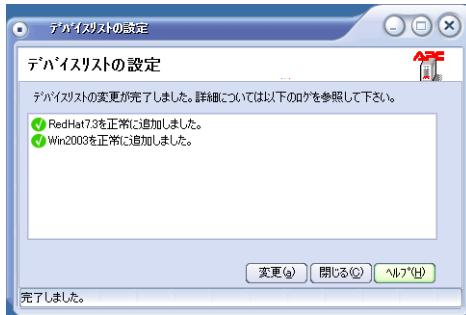 ﾃﾞﾊﾞｲｽﾘｽﾄの設定
APC
ﾃﾞﾊﾞｲｽﾘｽﾄの設定
ﾃﾞﾊﾞｲｽﾘｽﾄの変更が完了しました。詳細については以下のﾛｸﾞを参照して下さい。
RedHat7.3を正常に追加しました。
Win2003を正常に追加しました。
変更(g) 閉じる(C) ﾍﾙﾌﾟ(H)
完了しました。